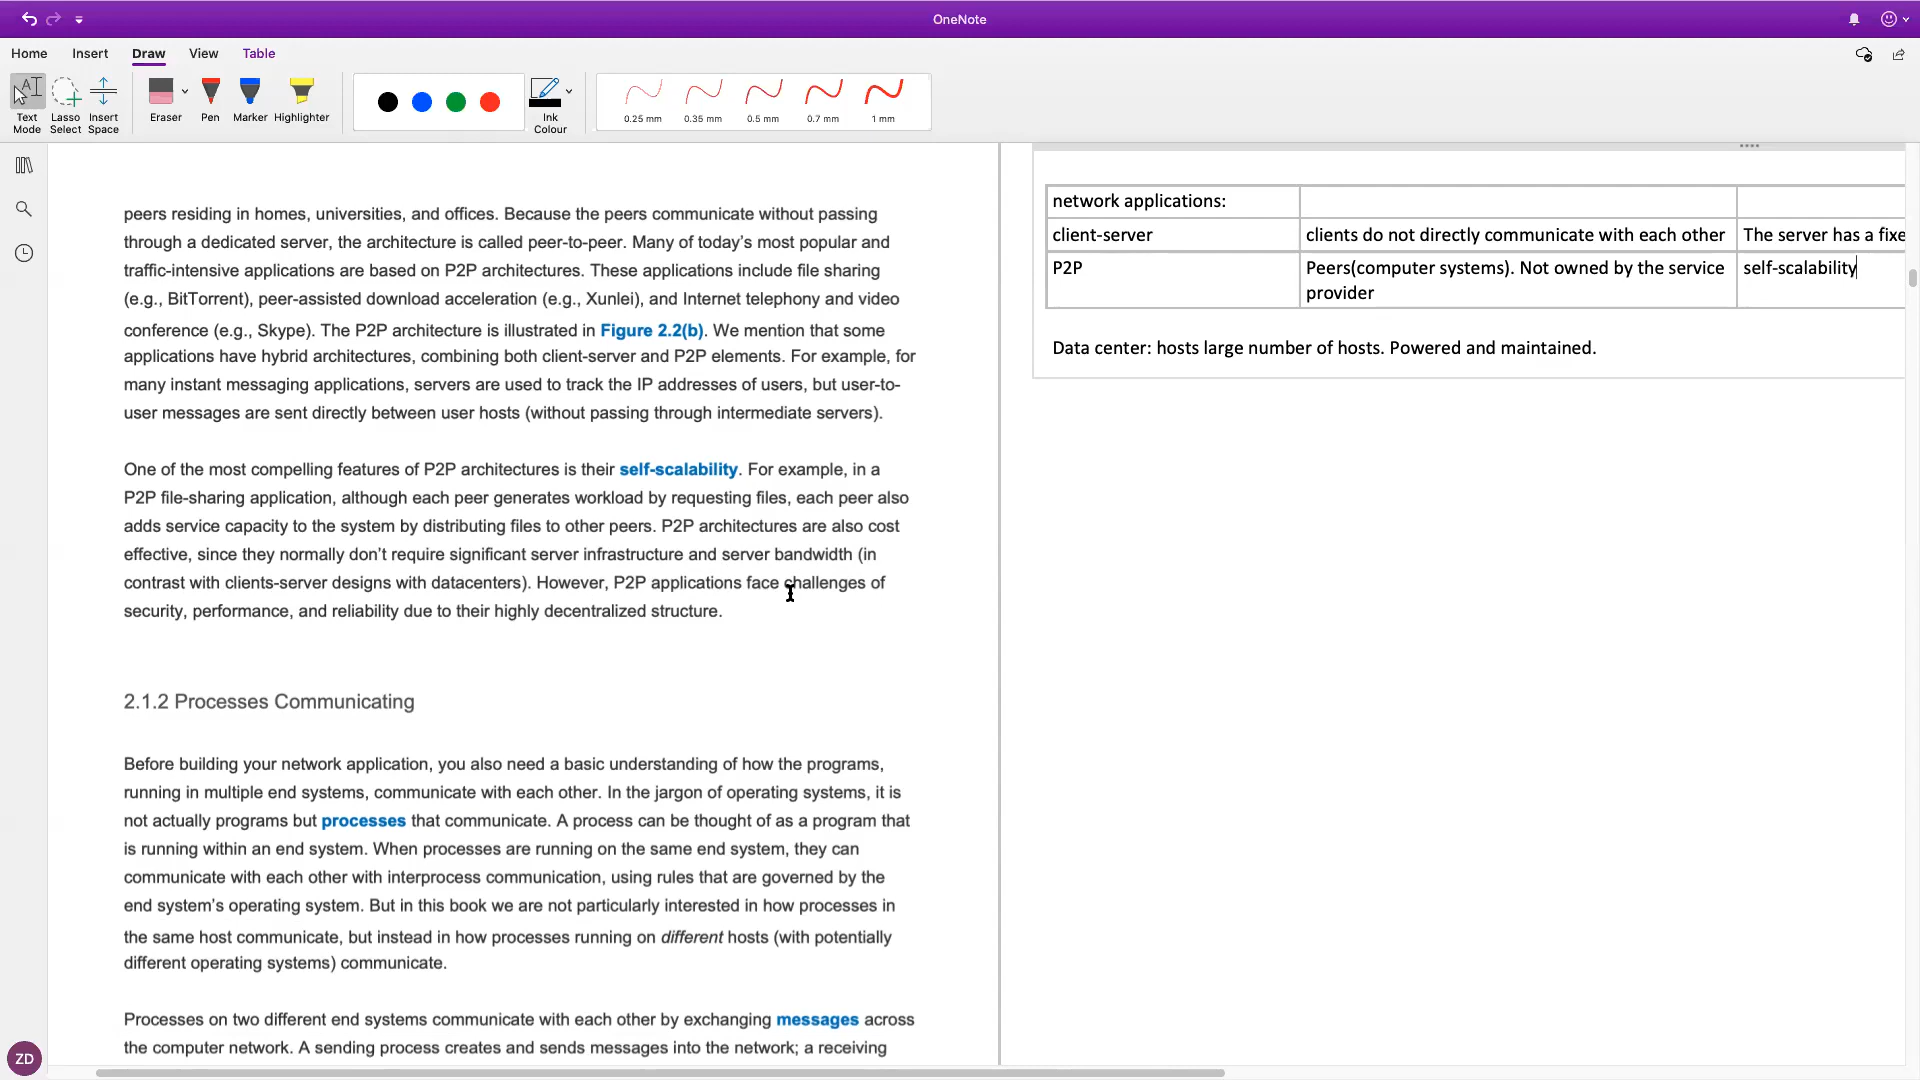 OneNote
Home Insert Draw View Table
Text Mode
Lasso Select
Insert Space
Eraser
Pen
Marker
Highlighter
Ink Colour
0.25 mm
0.35 mm
0.5 mm
0.7 mm
1 mm
peers residing in homes, universities, and offices. Because the peers communicate without passing
through a dedicated server, the architecture is called peer-to-peer. Many of today's most popular and
traffic-intensive applications are based on P2P architectures. These applications include file sharing
(e.g., BitTorrent), peer-assisted download acceleration (e.g., Xunlei), and Internet telephony and video
conference (e.g., Skype). The P2P architecture is illustrated in Figure 2.2(b). We mention that some
applications have hybrid architectures, combining both client-server and P2P elements. For example, for
many instant messaging applications, servers are used to track the IP addresses of users, but user-to-
user messages are sent directly between user hosts (without passing through intermediate servers).
One of the most compelling features of P2P architectures is their self-scalability. For example, in a
P2P file-sharing application, although each peer generates workload by requesting files, each peer also
adds service capacity to the system by distributing files to other peers. P2P architectures are also cost
effective, since they normally don't require significant server infrastructure and server bandwidth (in
contrast with clients-server designs with datacenters). However, P2P applications face challenges of
security, performance, and reliability due to their highly decentralized structure.
2.1.2 Processes Communicating
Before building your network application, you also need a basic understanding of how the programs,
running in multiple end systems, communicate with each other. In the jargon of operating systems, it is
not actually programs but processes that communicate. A process can be thought of as a program that
is running within an end system. When processes are running on the same end system, they can
communicate with each other with interprocess communication, using rules that are governed by the
end system's operating system. But in this book we are not particularly interested in how processes in
the same host communicate, but instead in how processes running on different hosts (with potentially
different operating systems) communicate.
Processes on two different end systems communicate with each other by exchanging messages across
the computer network. A sending process creates and sends messages into the network; a receiving
network applications:
client-server
clients do not directly communicate with each other
The server has a fixe
P2P
Peers(computer systems). Not owned by the service
provider
self-scalability
Data center: hosts large number of hosts. Powered and maintained.
ZD